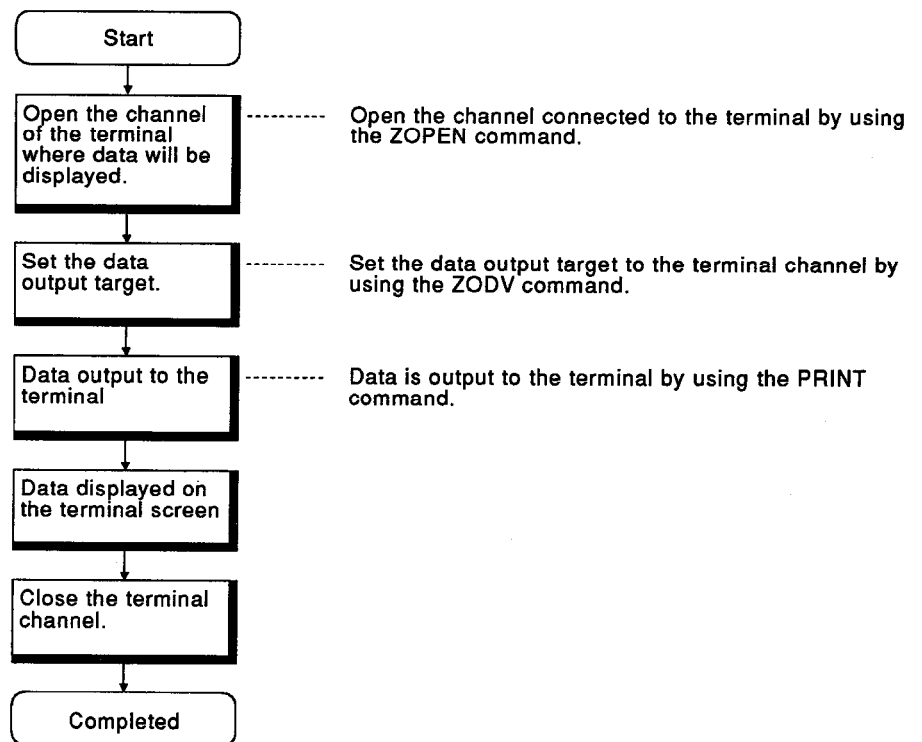 Start
Open the channel
of the terminal
where data will be
displayed.
Open the channel connected to the terminal by using
the ZOPEN command.
Set the data
output target.
Set the data output target to the terminal channel by
using the ZODV command.
Data output to the
terminal
Data is output to the terminal by using the PRINT
command.
Data displayed on
the terminal screen
Close the terminal
channel.
Completed